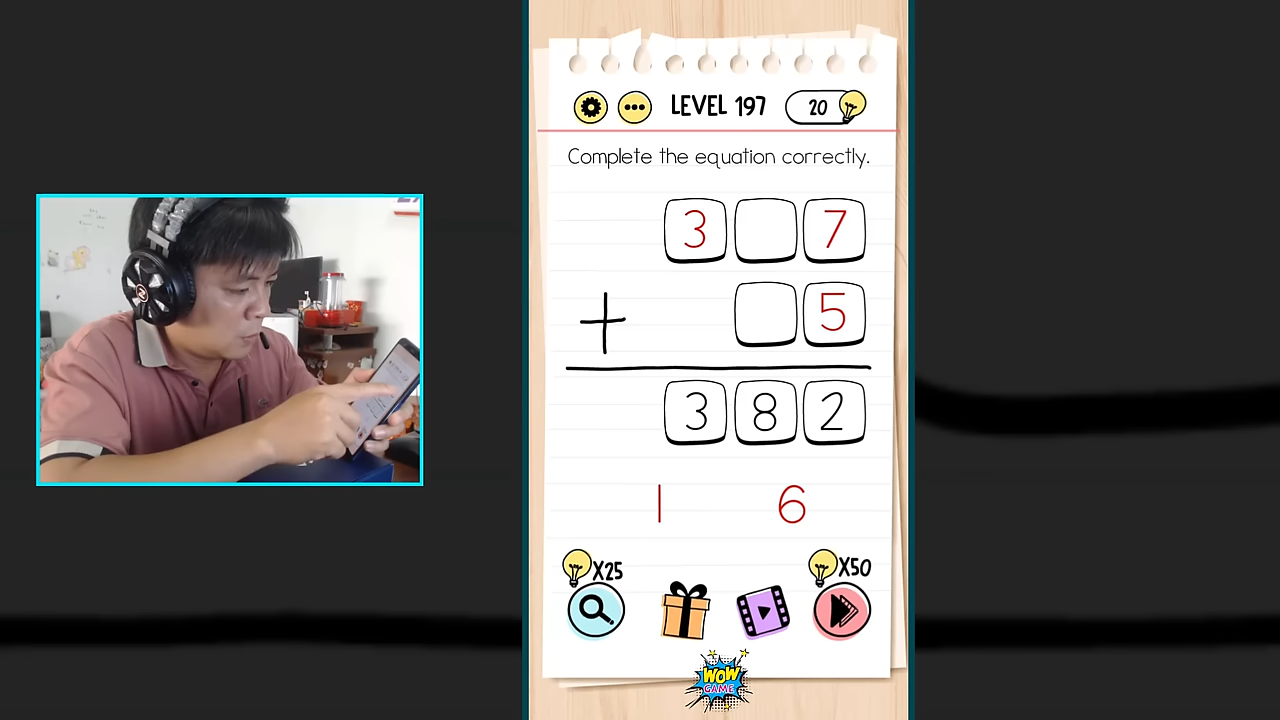 LEVEL 197
20
Complete the equation correctly.
3 7
+ 5
3 8 2
1 6
X25
X50
WOW
GAME